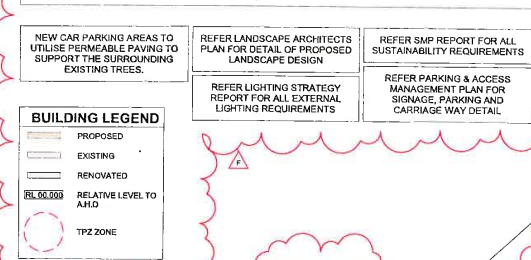 NEW CAR PARKING AREAS TO
UTILISE PERMEABLE PAVING TO
SUPPORT THE SURROUNDING
EXISTING TREES.
REFER LANDSCAPE ARCHITECTS
PLAN FOR DETAIL OF PROPOSED
LANDSCAPE DESIGN
REFER SMP REPORT FOR ALL
SUSTAINABILITY REQUIREMENTS
REFER LIGHTING STRATEGY
REPORT FOR ALL EXTERNAL
LIGHTING REQUIREMENTS
REFER PARKING & ACCESS
MANAGEMENT PLAN FOR
SIGNAGE, PARKING AND
CARRIAGE WAY DETAIL
BUILDING LEGEND
PROPOSED
EXISTING
RENOVATED
RL 00.000 RELATIVE LEVEL TO
A.H.D
TPZ ZONE
F